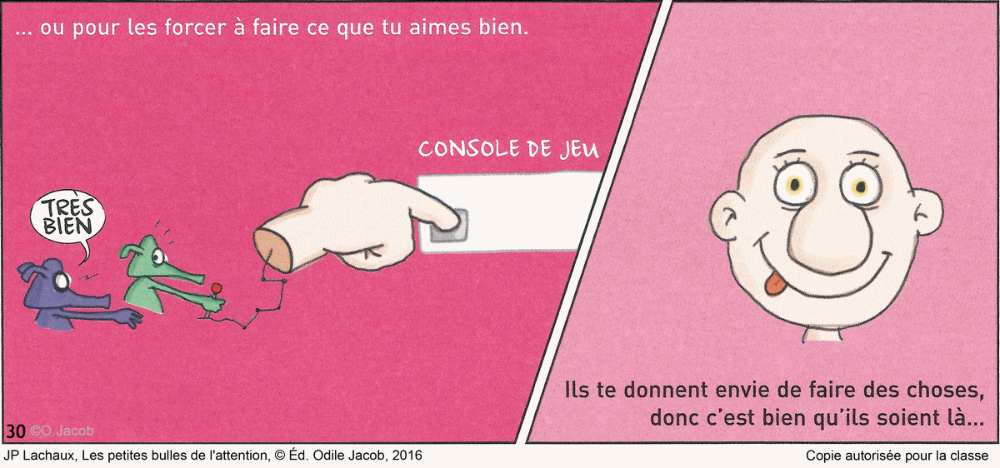 ... ou pour les forcer à faire ce que tu aimes bien.
CONSOLE DE JEU
TRÈS
BIEN
Ils te donnent envie de faire des choses,
donc c'est bien qu'ils soient là...
30 ©O.Jacob
JP Lachaux, Les petites bulles de l'attention, © Éd. Odile Jacob, 2016
Copie autorisée pour la classe